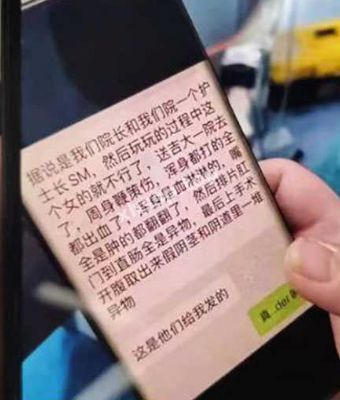 据说是我们院长和我们院一个护
士长SM，然后玩玩的过程中这
个女的就不行了，送吉大一院去
了，周身鞭策伤，浑身都打的全
都出血了，浑身是血淋淋的，嘴
全是肿的都翻翻了，然后撑片肛
门到直肠全是异物，最后上手术
开腹取出来假阴茎和阴道里一堆
异物
这是他们给我发的